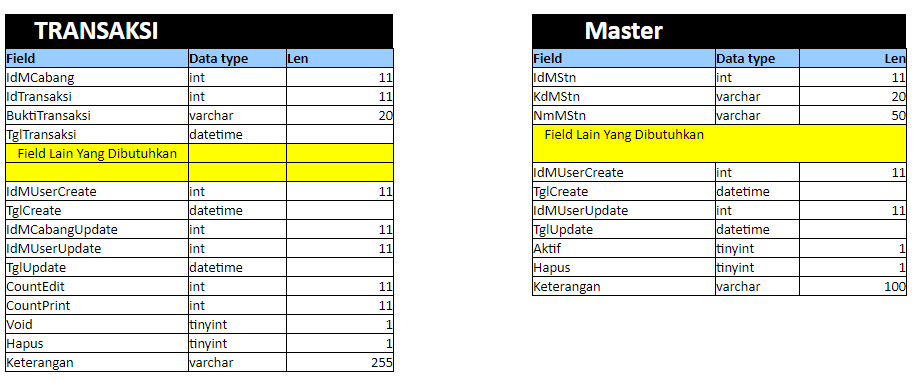 TRANSAKSI
Field Data type Len
IdMCabang int 11
IdTransaksi int 11
BuktiTransaksi varchar 20
TglTransaksi datetime
Field Lain Yang Dibutuhkan
IdMUserCreate int 11
TglCreate datetime
IdMCabangUpdate int 11
IdMUserUpdate int 11
TglUpdate datetime
CountEdit int 11
CountPrint int 11
Void tinyint 1
Hapus tinyint 1
Keterangan varchar 255
Master
Field Data type Len
IdMStn int 11
KdMStn varchar 20
NmMStn varchar 50
Field Lain Yang Dibutuhkan
IdMUserCreate int 11
TglCreate datetime
IdMUserUpdate int 11
TglUpdate datetime
Aktif tinyint 1
Hapus tinyint 1
Keterangan varchar 100